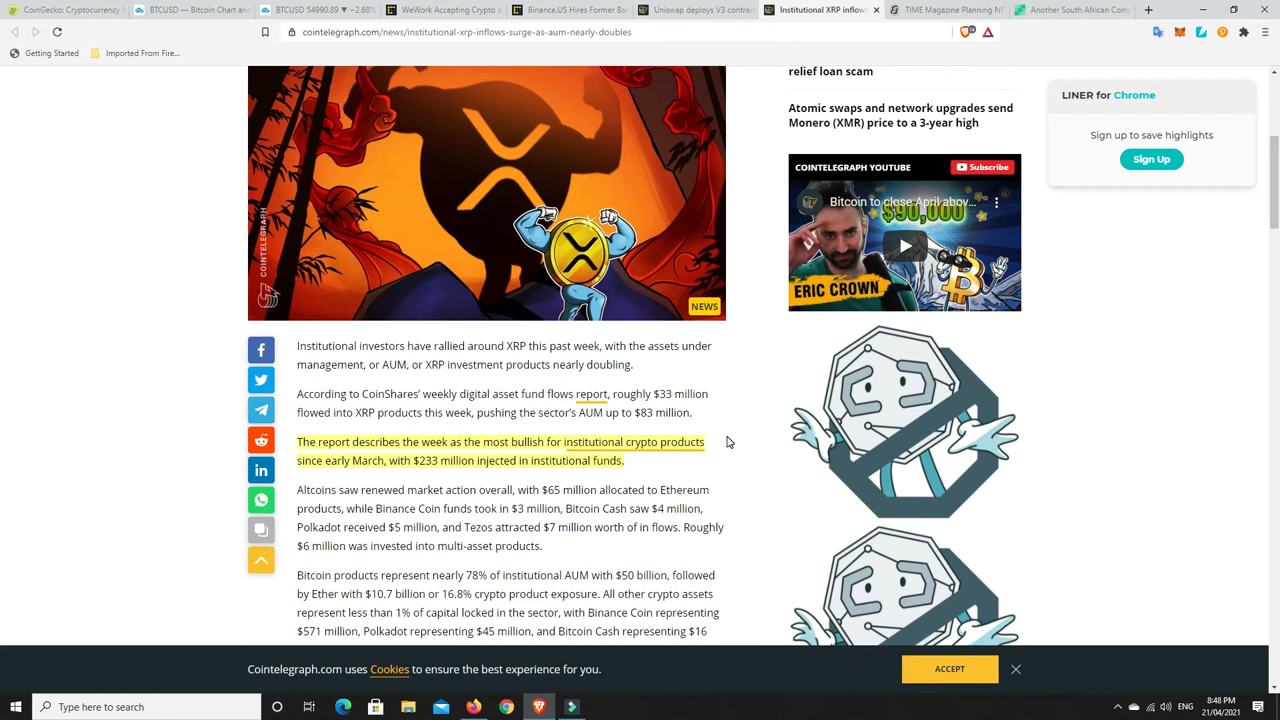 CoinGecko: Cryptocurrency Pri
BTCUSD — Bitcoin Chart and
BTCUSD 54990.89 ▼ −2.68%
WeWork Accepting Crypto a
Binance.US Hires Former Ban
Uniswap deploys V3 contract
Institutional XRP inflows
TIME Magazine Planning NF
Another South African Com
cointelegraph.com/news/institutional-xrp-inflows-surge-as-aum-nearly-doubles
Getting Started
Imported From Fire...
relief loan scam
Atomic swaps and network upgrades send
Monero (XMR) price to a 3-year high
LINER for Chrome
Sign up to save highlights
Sign Up
COINTELEGRAPH YOUTUBE
Subscribe
Bitcoin to close April abov...
$90,000
ERIC CROWN
COINTELEGRAPH
NEWS
Institutional investors have rallied around XRP this past week, with the assets under
management, or AUM, or XRP investment products nearly doubling.
According to CoinShares’ weekly digital asset fund flows report, roughly $33 million
flowed into XRP products this week, pushing the sector’s AUM up to $83 million.
The report describes the week as the most bullish for institutional crypto products
since early March, with $233 million injected in institutional funds.
Altcoins saw renewed market action overall, with $65 million allocated to Ethereum
products, while Binance Coin funds took in $3 million, Bitcoin Cash saw $4 million,
Polkadot received $5 million, and Tezos attracted $7 million worth of in flows. Roughly
$6 million was invested into multi-asset products.
Bitcoin products represent nearly 78% of institutional AUM with $50 billion, followed
by Ether with $10.7 billion or 16.8% crypto product exposure. All other crypto assets
represent less than 1% of capital locked in the sector, with Binance Coin representing
$571 million, Polkadot representing $45 million, and Bitcoin Cash representing $16
Cointelegraph.com uses Cookies to ensure the best experience for you.
ACCEPT
Type here to search
ENG
8:48 PM
21/04/2021